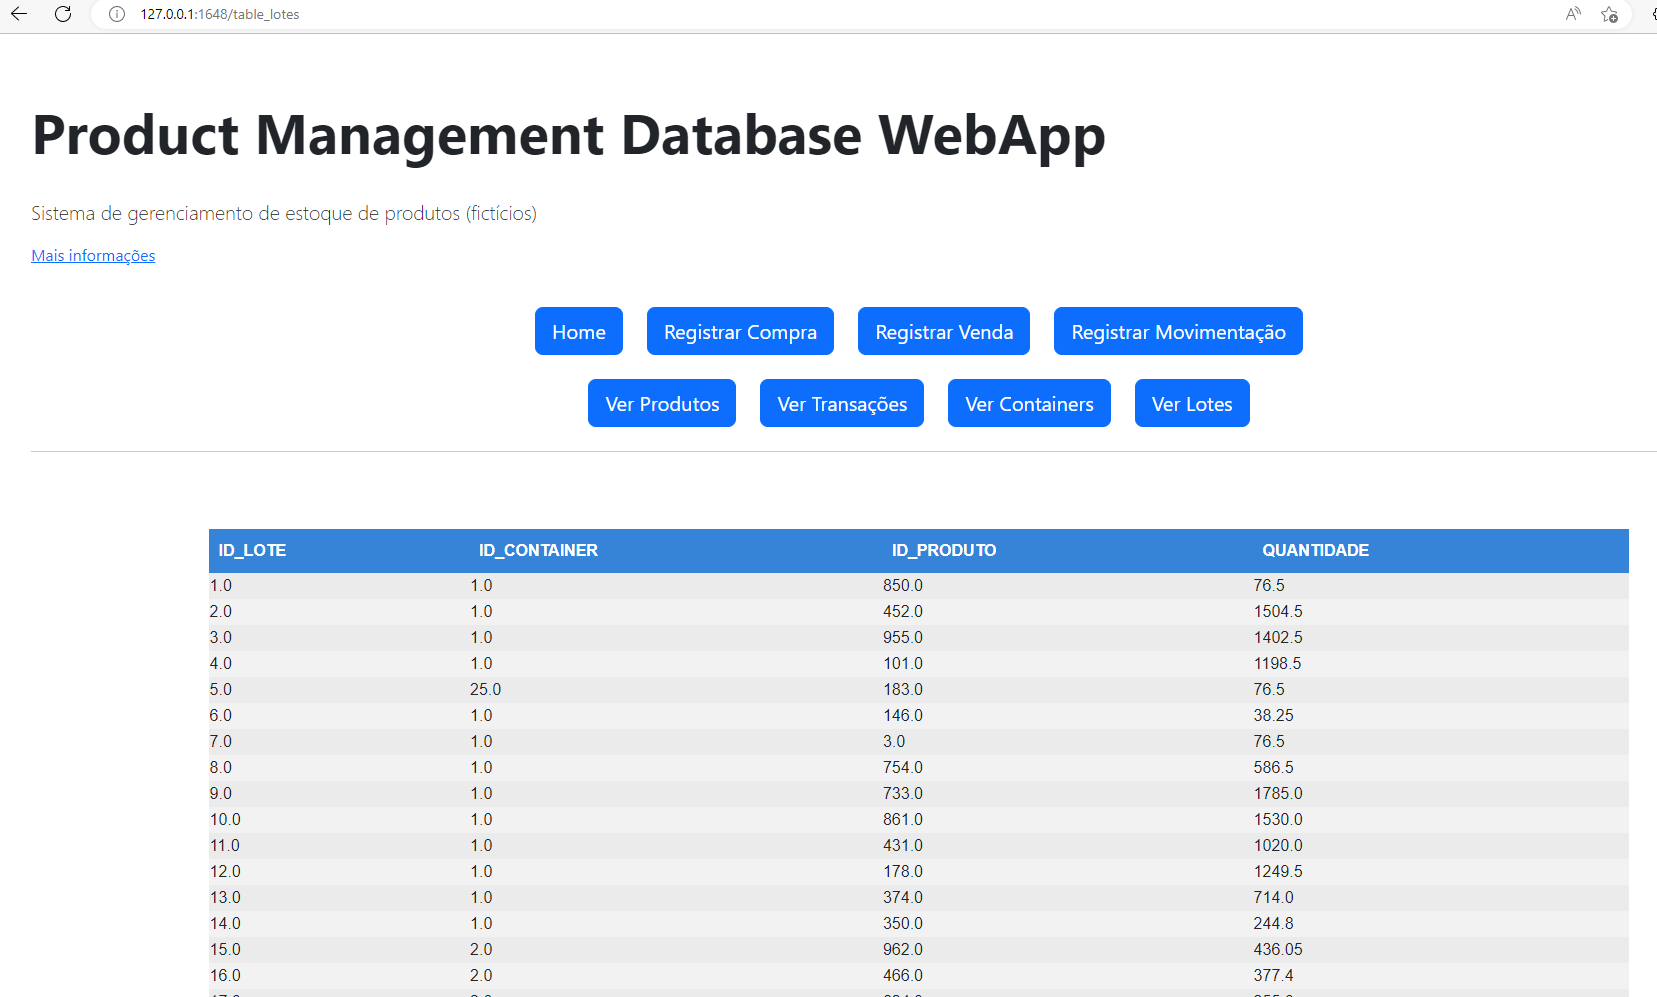 127.0.0.1:1648/table_lotes
Product Management Database WebApp
Sistema de gerenciamento de estoque de produtos (fictícios)
Mais informações
Home Registrar Compra Registrar Venda Registrar Movimentação
Ver Produtos Ver Transações Ver Containers Ver Lotes
ID_LOTE ID_CONTAINER ID_PRODUTO QUANTIDADE
1.0 1.0 850.0 76.5
2.0 1.0 452.0 1504.5
3.0 1.0 955.0 1402.5
4.0 1.0 101.0 1198.5
5.0 25.0 183.0 76.5
6.0 1.0 146.0 38.25
7.0 1.0 3.0 76.5
8.0 1.0 754.0 586.5
9.0 1.0 733.0 1785.0
10.0 1.0 861.0 1530.0
11.0 1.0 431.0 1020.0
12.0 1.0 178.0 1249.5
13.0 1.0 374.0 714.0
14.0 1.0 350.0 244.8
15.0 2.0 962.0 436.05
16.0 2.0 466.0 377.4